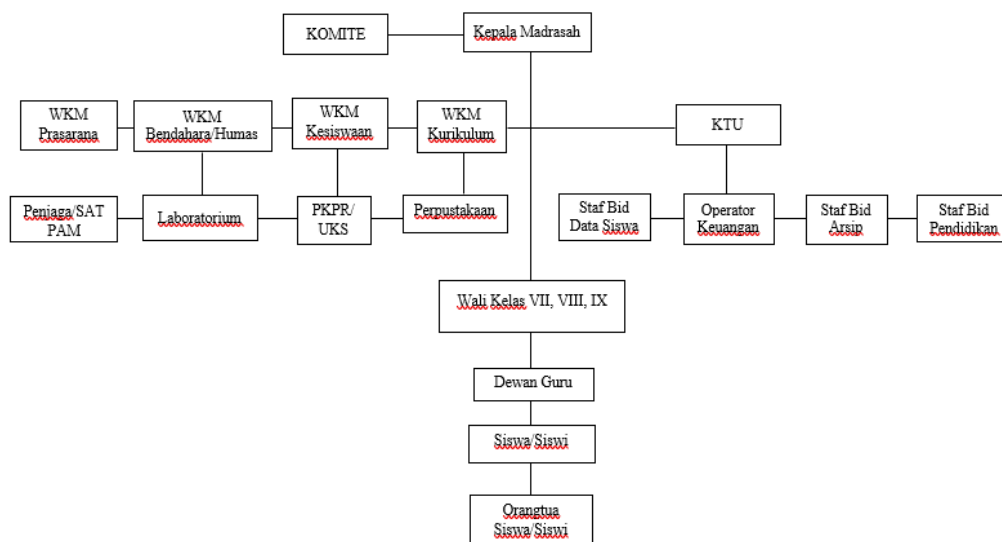 KOMITE
Kepala Madrasah
WKM
Prasarana
WKM
Bendahara/Humas
WKM
Kesiswaan
WKM
Kurikulum
KTU
Penjaga/SAT
PAM
Laboratorium
PKPR/
UKS
Perpustakaan
Staf Bid
Data Siswa
Operator
Keuangan
Staf Bid
Arsip
Staf Bid
Pendidikan
Wali Kelas VII, VIII, IX
Dewan Guru
Siswa/Siswi
Orangtua
Siswa/Siswi